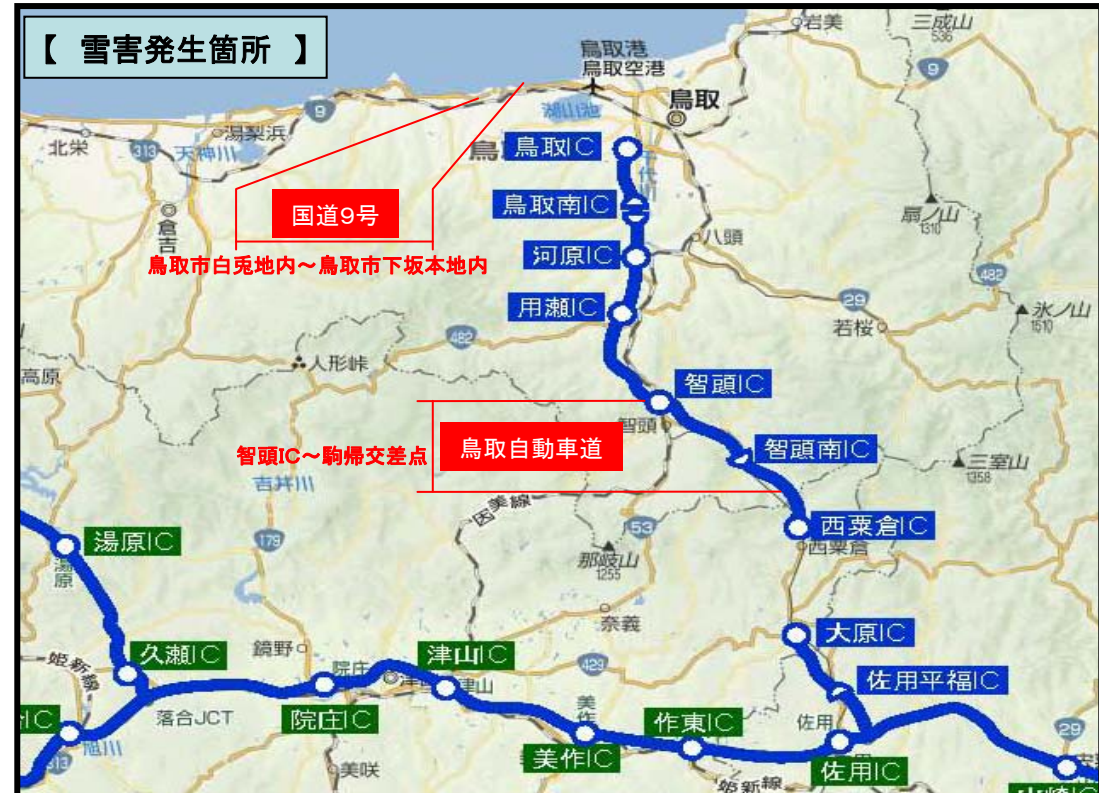 【 雪害発生箇所 】
岩美
三成山
536
鳥取港
鳥取空港
9
鳥取
湖山池
9
湯梨浜
北栄
313
天神川
鳥取IC
千代川
鳥取南IC
扇ノ山
1310
倉吉
国道9号
八頭
河原IC
鳥取市白兎地内~鳥取市下坂本地内
482
用瀬IC
29
氷ノ山
1510
若桜
482
人形峠
高原
智頭IC
智頭
鳥取自動車道
智頭IC~駒帰交差点
智頭南IC
三室山
1358
吉井川
因美線
53
西粟倉IC
西粟倉
湯原IC
湯原
179
那岐山
1255
奈義
大原IC
鏡野
久瀬IC
津山IC
姫新線
院庄
津山
429
佐用平福IC
落合JCT
院庄IC
美作
作東IC
佐用
29
旭川
313
美作IC
佐用IC
美咲
姫新線
山崎IC